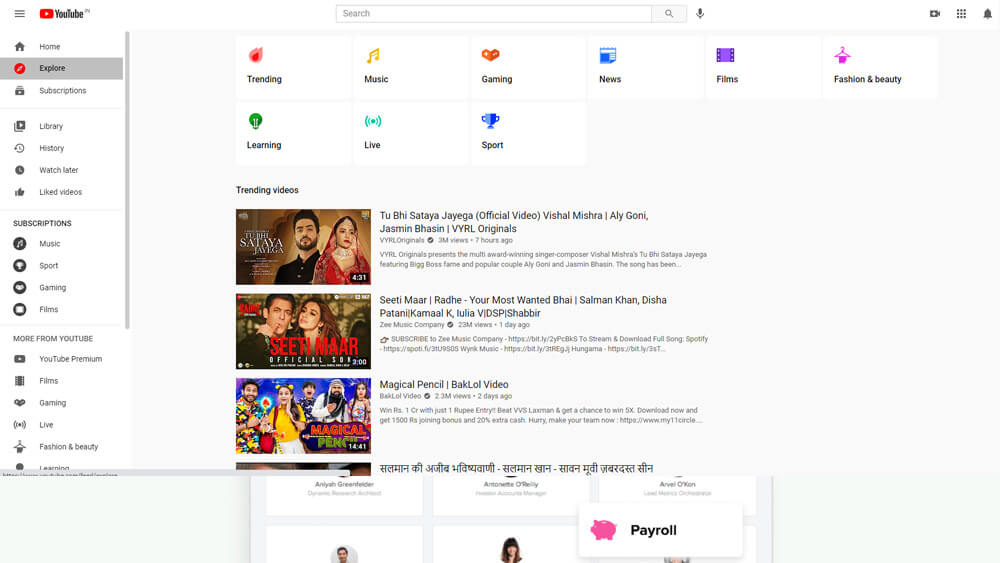 YouTube IN
Search
Home
Explore
Subscriptions
Library
History
Watch later
Liked videos
SUBSCRIPTIONS
Music
Sport
Gaming
Films
MORE FROM YOUTUBE
YouTube Premium
Films
Gaming
Live
Fashion & beauty
Learning
https://www.youtube.com/feed/explore
Trending
Music
Gaming
News
Films
Fashion & beauty
Learning
Live
Sport
Trending videos
TU BHI
SATAYA
JAYEGA
4:31
Tu Bhi Sataya Jayega (Official Video) Vishal Mishra | Aly Goni,
Jasmin Bhasin | VYRL Originals
VYRLOriginals 3M views • 7 hours ago
VYRL Originals presents the multi award-winning singer-composer Vishal Mishra's Tu Bhi Sataya Jayega
featuring Bigg Boss fame and popular couple Aly Goni and Jasmin Bhasin. The song has been...
SEETI MAAR
OFFICIAL SON
3:00
Seeti Maar | Radhe - Your Most Wanted Bhai | Salman Khan, Disha
Patani|Kamaal K, Iulia V|DSP|Shabbir
Zee Music Company 23M views • 1 day ago
SUBSCRIBE to Zee Music Company - https://bit.ly/2yPcBkS To Stream & Download Full Song: Spotify
- https://spoti.fi/3tU9S0S Wynk Music - https://bit.ly/3tREgJj Hungama - https://bit.ly/3sT...
MAGICAL
PENCIL
14:41
Magical Pencil | BakLol Video
BakLol Video 2.3M views • 2 days ago
Win Rs. 1 Cr with just 1 Rupee Entry!! Beat VVS Laxman & get a chance to win 5X. Download now and
get 1500 Rs joining bonus and 20% extra cash. Hurry, make your team now : https://www.my11circle....
सलमान की अजीब भविष्यवाणी - सलमान खान - सावन मूवी ज़बरदस्त सीन
Aniyah Greenfelder
Dynamic Research Architect
Antonette O'Reilly
Investor Accounts Manager
Arvel O'Kon
Lead Metrics Orchestrator
Payroll